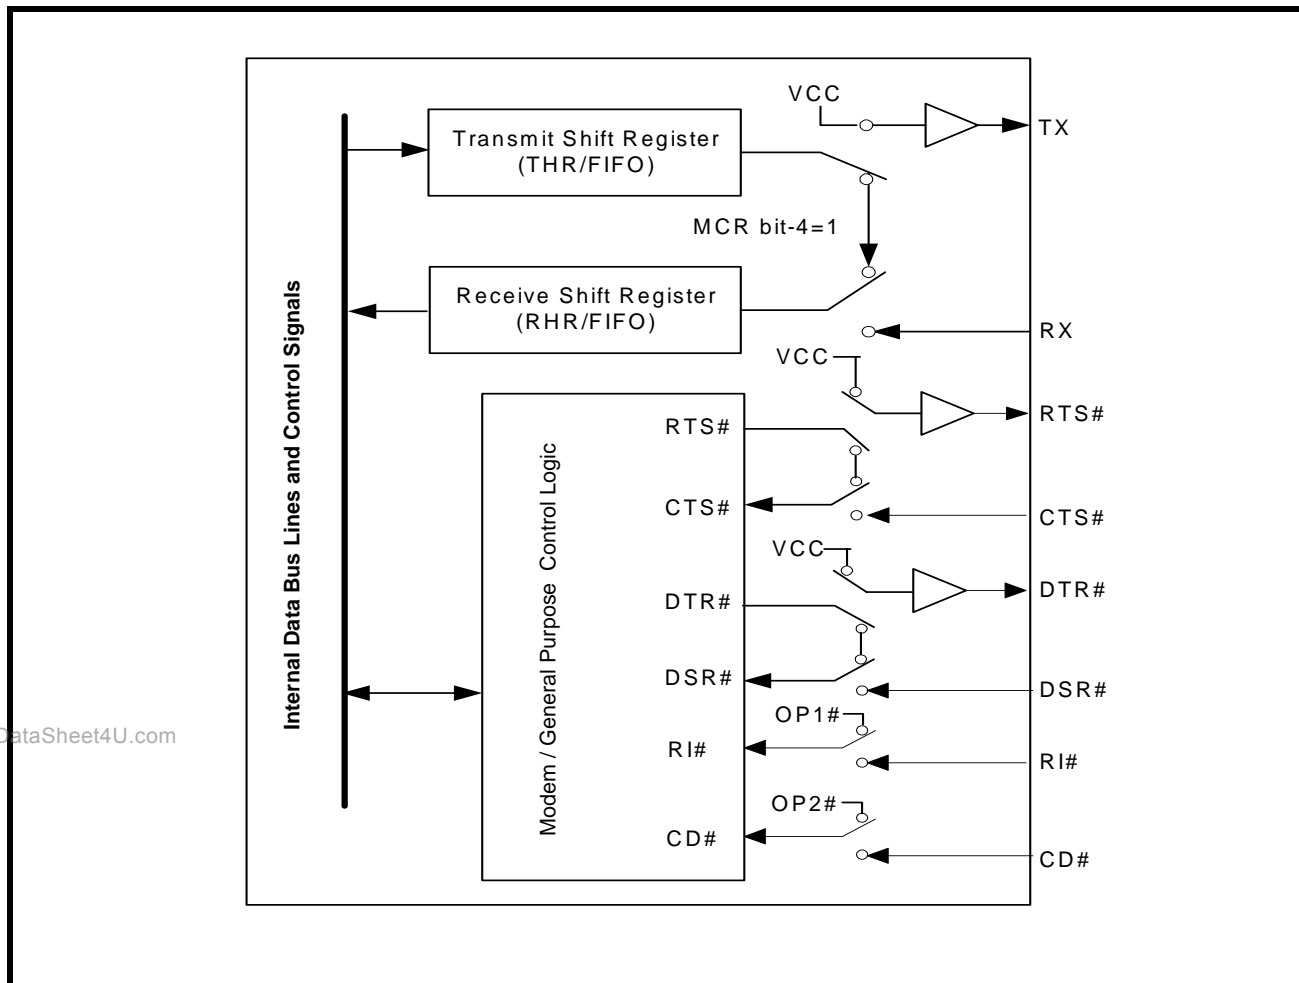 VCC
TX
Transmit Shift Register
(THR/FIFO)
MCR bit-4=1
Receive Shift Register
(RHR/FIFO)
RX
VCC
RTS#
RTS#
CTS#
CTS#
VCC
DTR#
DTR#
DSR#
DSR#
OP1#
RI#
RI#
OP2#
CD#
CD#
Internal Data Bus Lines and Control Signals
Modem / General Purpose Control Logic
DataSheet4U.com